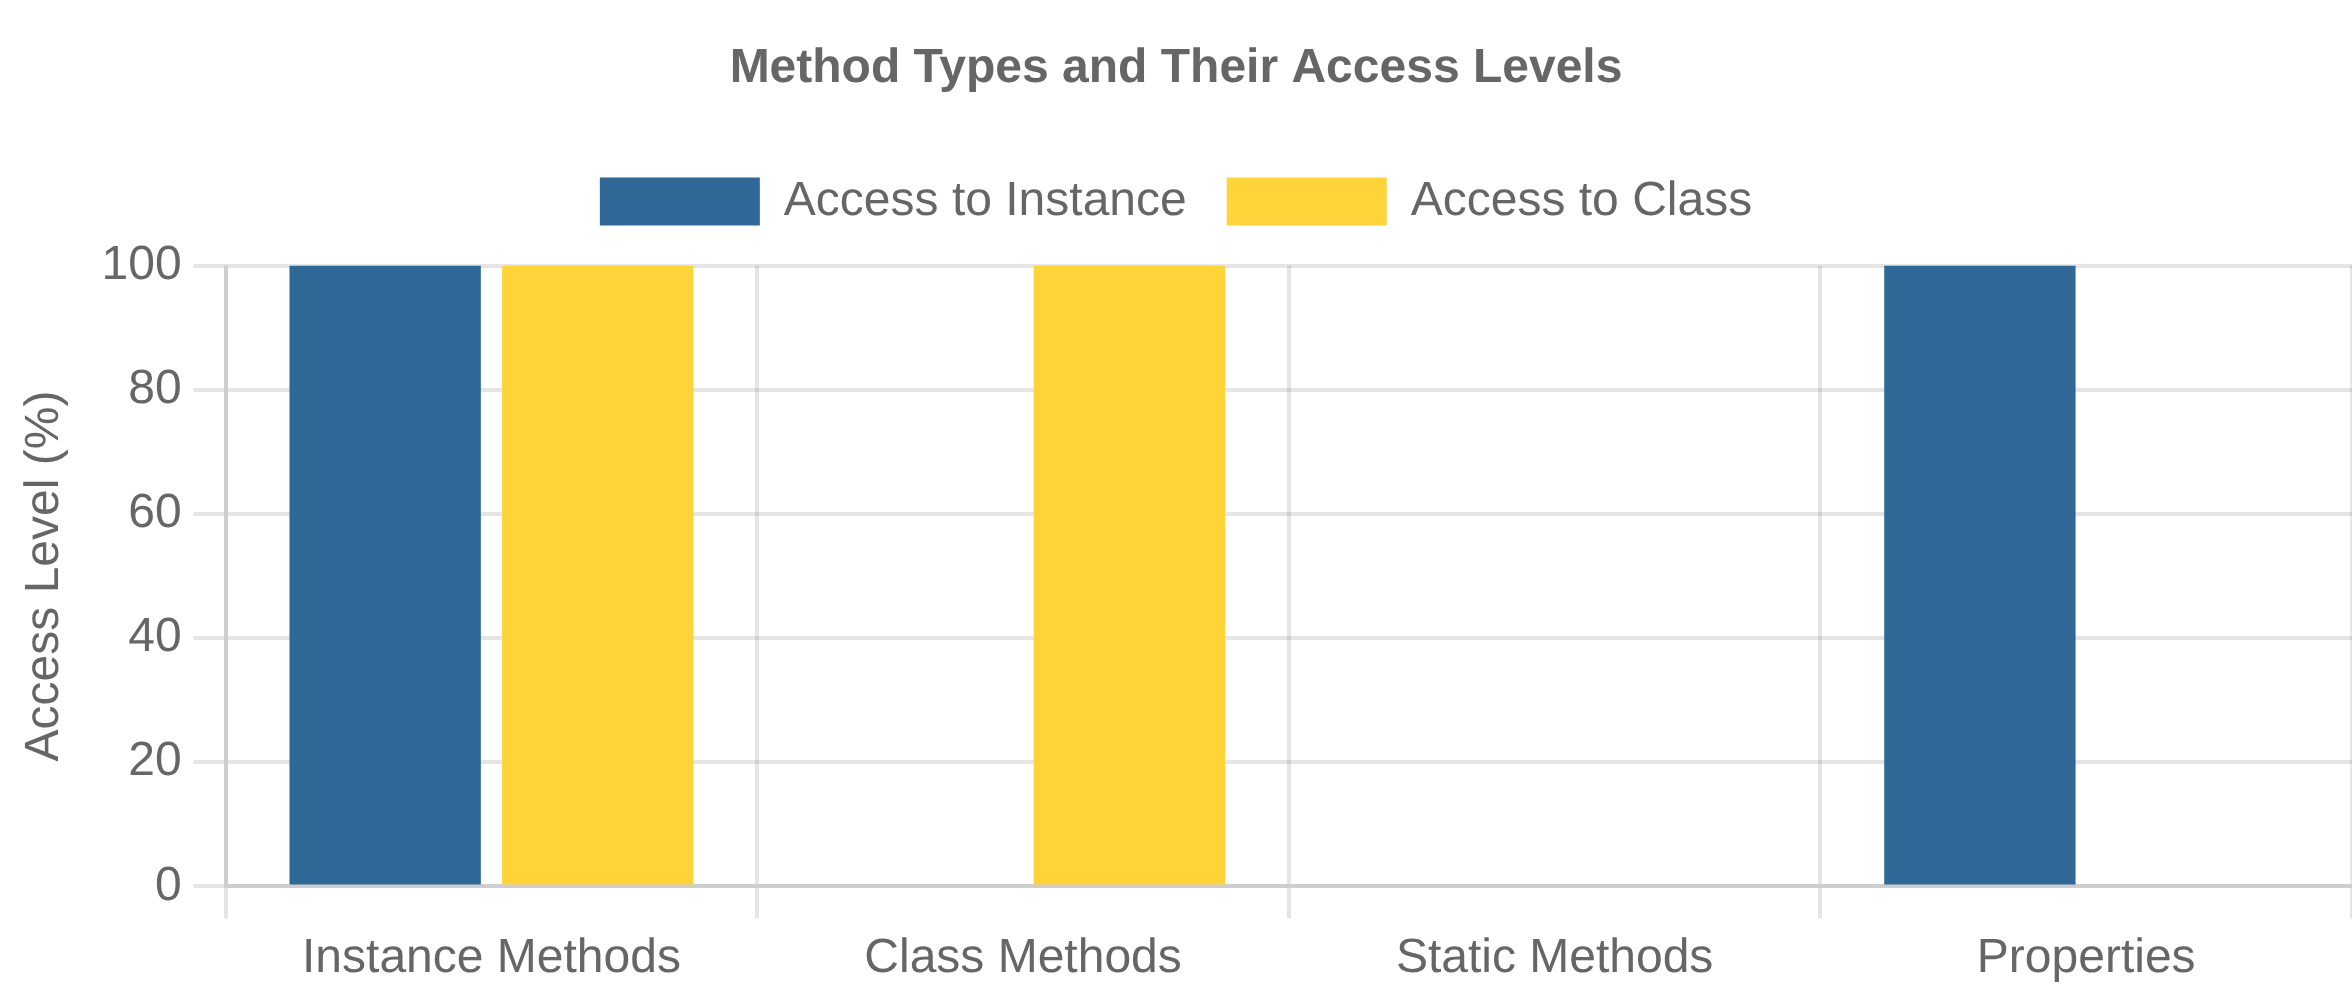 Method Types and Their Access Levels
Access to Instance Access to Class
100
80
60
40
20
0
Access Level (%)
Instance Methods Class Methods Static Methods Properties